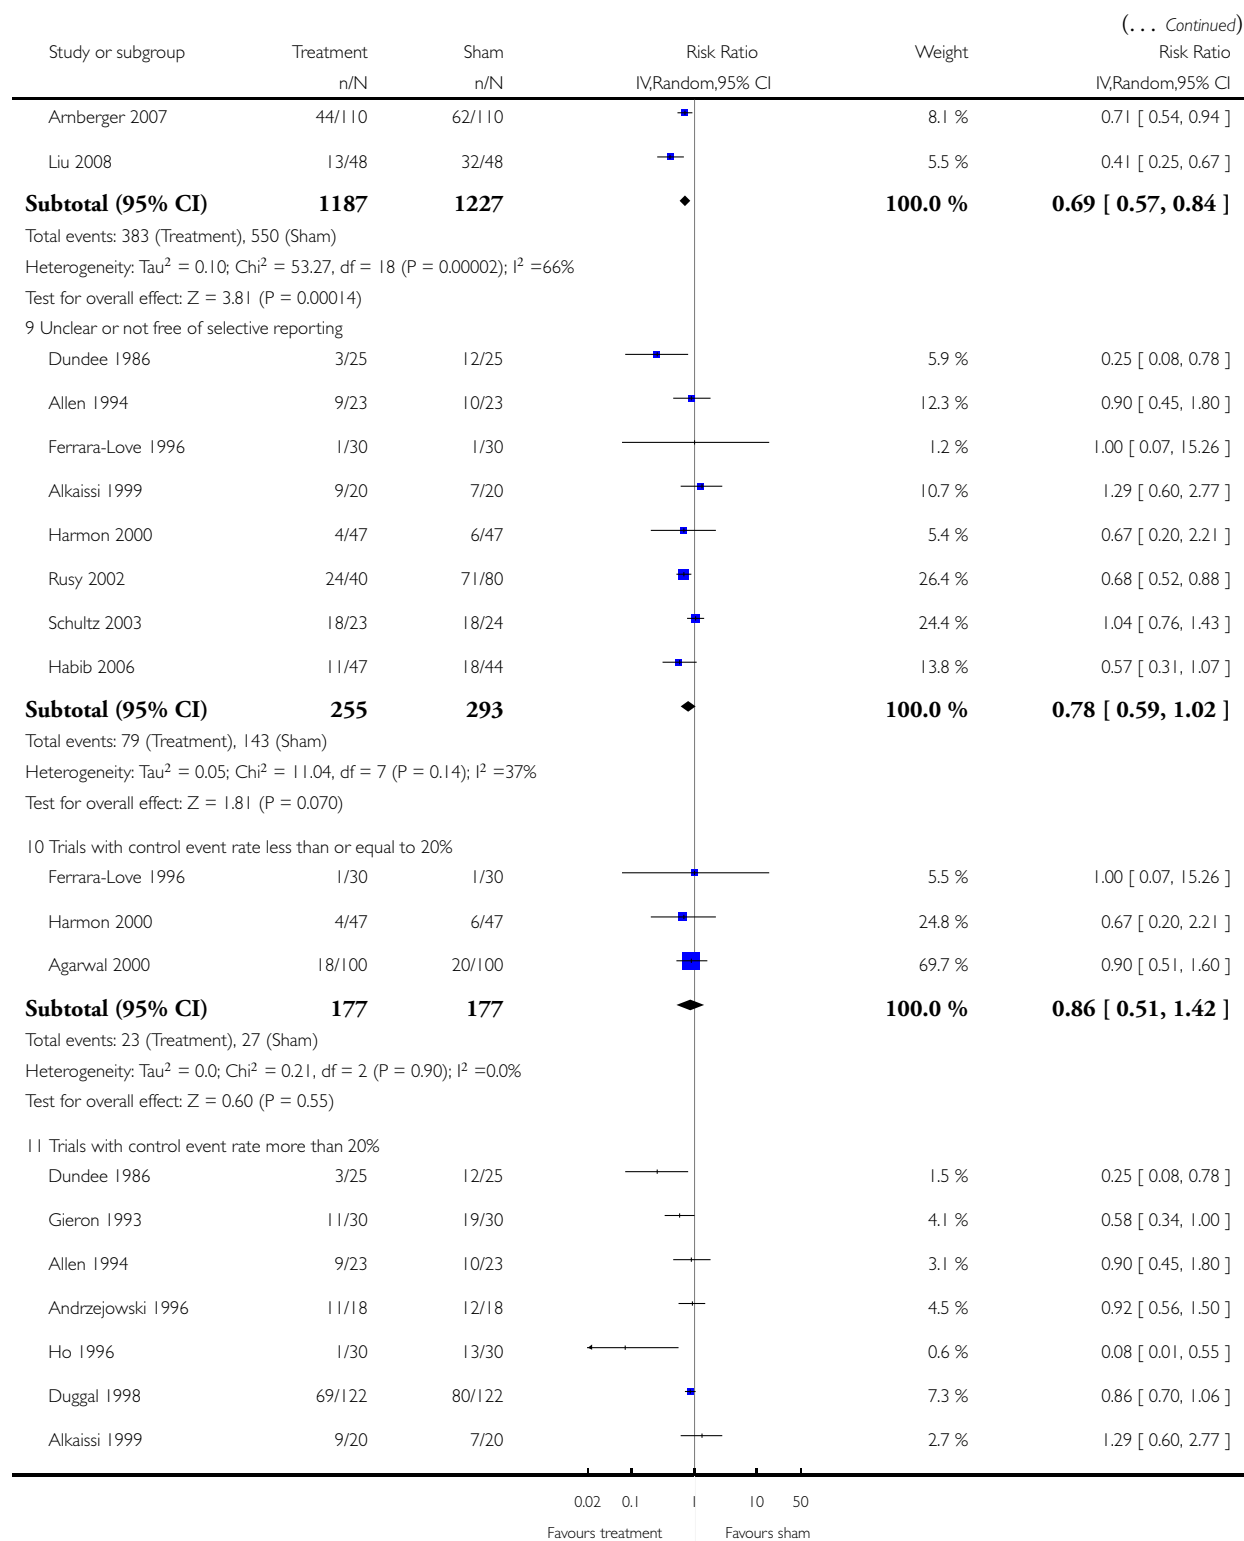 (... Continued)
Study or subgroup Treatment Sham Risk Ratio Weight Risk Ratio
n/N n/N IV,Random,95% CI IV,Random,95% CI
Arnberger 2007 44/110 62/110 8.1 % 0.71 [ 0.54, 0.94 ]
Liu 2008 13/48 32/48 5.5 % 0.41 [ 0.25, 0.67 ]
Subtotal (95% CI) 1187 1227 100.0 % 0.69 [ 0.57, 0.84 ]
Total events: 383 (Treatment), 550 (Sham)
Heterogeneity: Tau² = 0.10; Chi² = 53.27, df = 18 (P = 0.00002); I² =66%
Test for overall effect: Z = 3.81 (P = 0.00014)
9 Unclear or not free of selective reporting
Dundee 1986 3/25 12/25 5.9 % 0.25 [ 0.08, 0.78 ]
Allen 1994 9/23 10/23 12.3 % 0.90 [ 0.45, 1.80 ]
Ferrara-Love 1996 1/30 1/30 1.2 % 1.00 [ 0.07, 15.26 ]
Alkaissi 1999 9/20 7/20 10.7 % 1.29 [ 0.60, 2.77 ]
Harmon 2000 4/47 6/47 5.4 % 0.67 [ 0.20, 2.21 ]
Rusy 2002 24/40 71/80 26.4 % 0.68 [ 0.52, 0.88 ]
Schultz 2003 18/23 18/24 24.4 % 1.04 [ 0.76, 1.43 ]
Habib 2006 11/47 18/44 13.8 % 0.57 [ 0.31, 1.07 ]
Subtotal (95% CI) 255 293 100.0 % 0.78 [ 0.59, 1.02 ]
Total events: 79 (Treatment), 143 (Sham)
Heterogeneity: Tau² = 0.05; Chi² = 11.04, df = 7 (P = 0.14); I² =37%
Test for overall effect: Z = 1.81 (P = 0.070)
10 Trials with control event rate less than or equal to 20%
Ferrara-Love 1996 1/30 1/30 5.5 % 1.00 [ 0.07, 15.26 ]
Harmon 2000 4/47 6/47 24.8 % 0.67 [ 0.20, 2.21 ]
Agarwal 2000 18/100 20/100 69.7 % 0.90 [ 0.51, 1.60 ]
Subtotal (95% CI) 177 177 100.0 % 0.86 [ 0.51, 1.42 ]
Total events: 23 (Treatment), 27 (Sham)
Heterogeneity: Tau² = 0.0; Chi² = 0.21, df = 2 (P = 0.90); I² =0.0%
Test for overall effect: Z = 0.60 (P = 0.55)
11 Trials with control event rate more than 20%
Dundee 1986 3/25 12/25 1.5 % 0.25 [ 0.08, 0.78 ]
Gieron 1993 11/30 19/30 4.1 % 0.58 [ 0.34, 1.00 ]
Allen 1994 9/23 10/23 3.1 % 0.90 [ 0.45, 1.80 ]
Andrzejowski 1996 11/18 12/18 4.5 % 0.92 [ 0.56, 1.50 ]
Ho 1996 1/30 13/30 0.6 % 0.08 [ 0.01, 0.55 ]
Duggal 1998 69/122 80/122 7.3 % 0.86 [ 0.70, 1.06 ]
Alkaissi 1999 9/20 7/20 2.7 % 1.29 [ 0.60, 2.77 ]
0.02 0.1 1 10 50
Favours treatment Favours sham